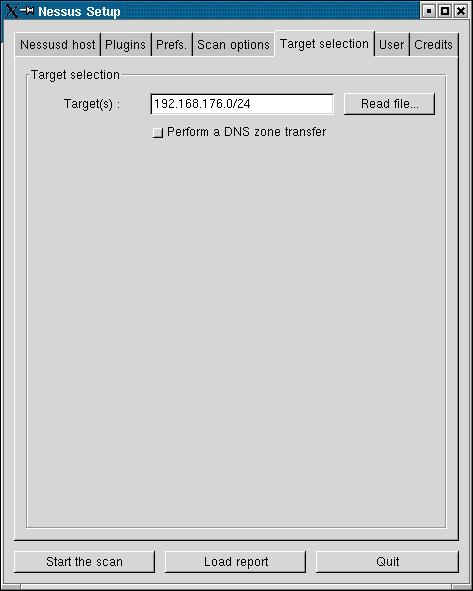 Nessus Setup
Nessusd host Plugins Prefs. Scan options Target selection User Credits
Target selection
Target(s) : 192.168.176.0/24 Read file...
Perform a DNS zone transfer
Start the scan Load report Quit